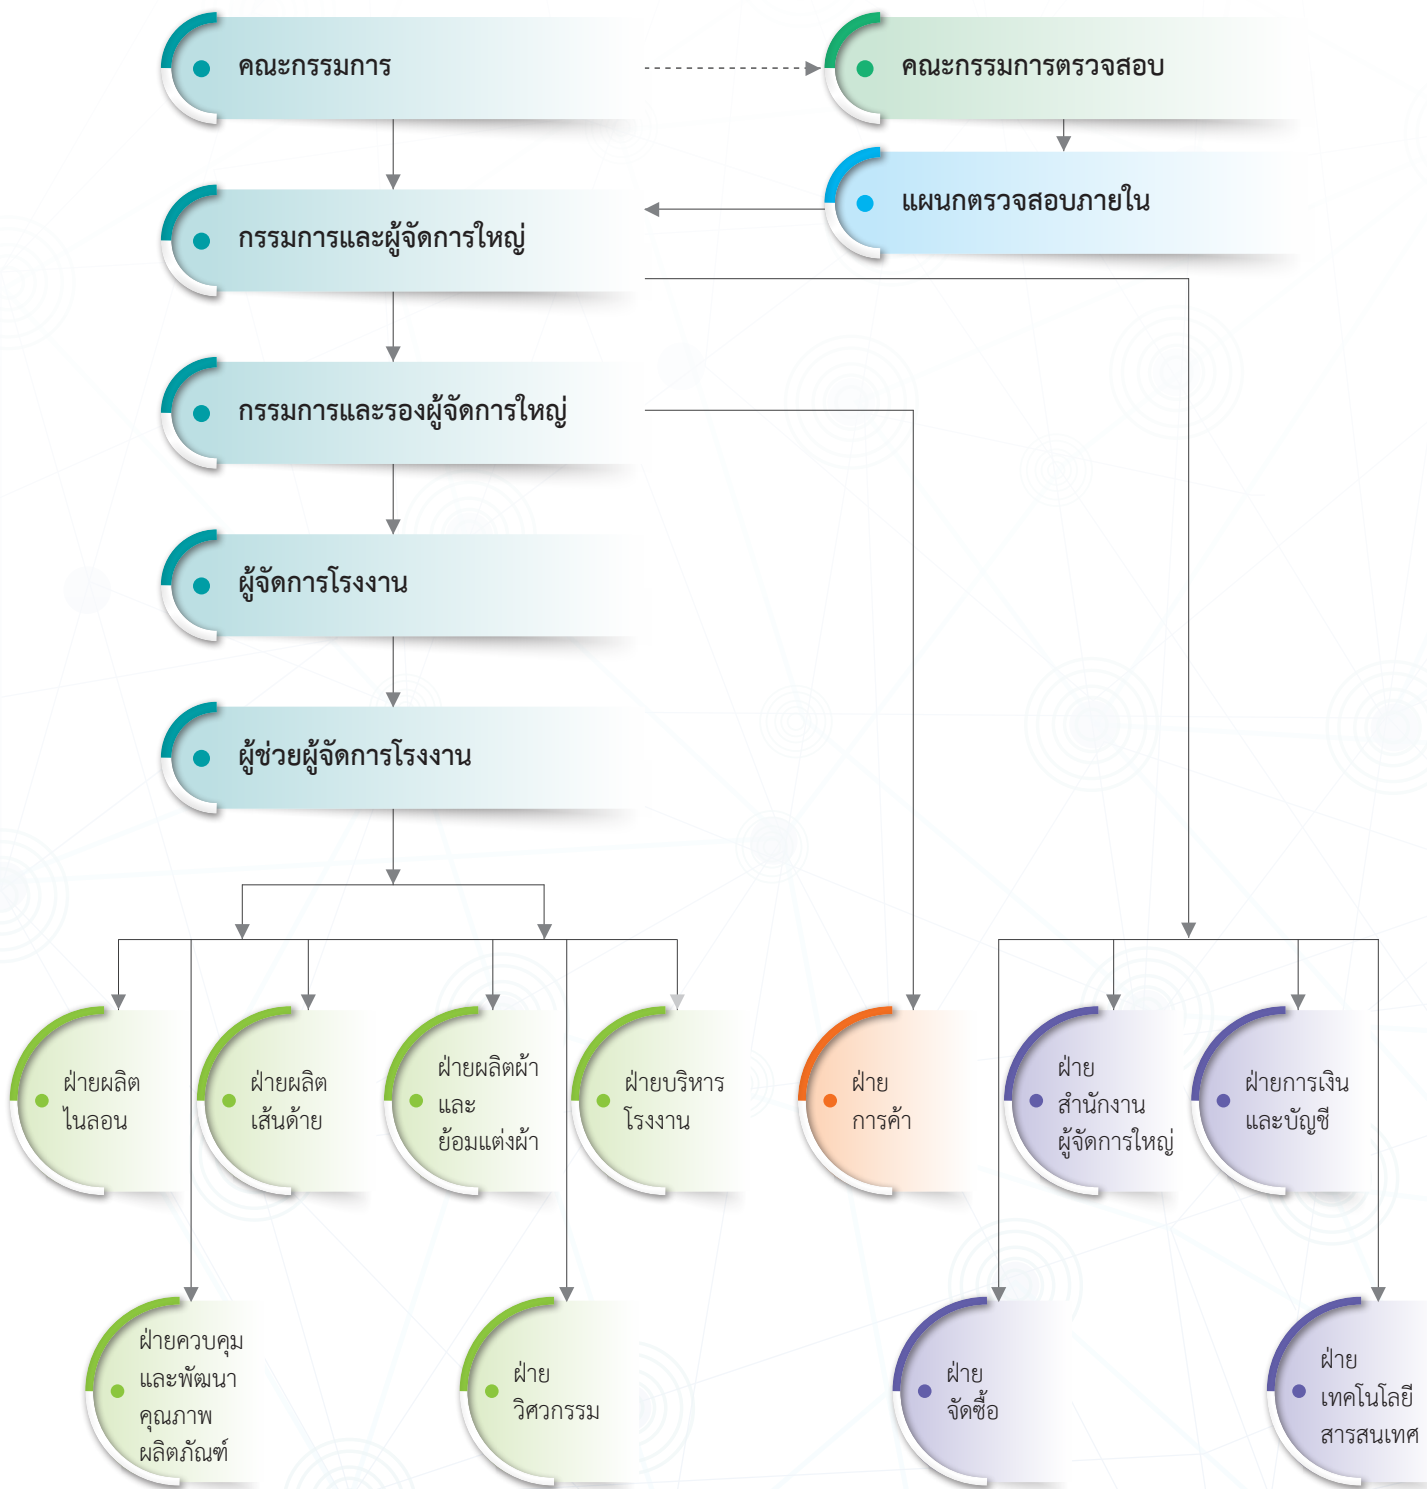 คณะกรรมการ
คณะกรรมการตรวจสอบ
แผนกตรวจสอบภายใน
กรรมการและผู้จัดการใหญ่
กรรมการและรองผู้จัดการใหญ่
ผู้จัดการโรงงาน
ผู้ช่วยผู้จัดการโรงงาน
ฝ่ายผลิต
ไนลอน
ฝ่ายผลิต
เส้นด้าย
ฝ่ายผลิตผ้า
และ
ย้อมแต่งผ้า
ฝ่ายบริหาร
โรงงาน
ฝ่าย
การค้า
ฝ่าย
สำนักงาน
ผู้จัดการใหญ่
ฝ่ายการเงิน
และบัญชี
ฝ่ายควบคุม
และพัฒนา
คุณภาพ
ผลิตภัณฑ์
ฝ่าย
วิศวกรรม
ฝ่าย
จัดซื้อ
ฝ่าย
เทคโนโลยี
สารสนเทศ